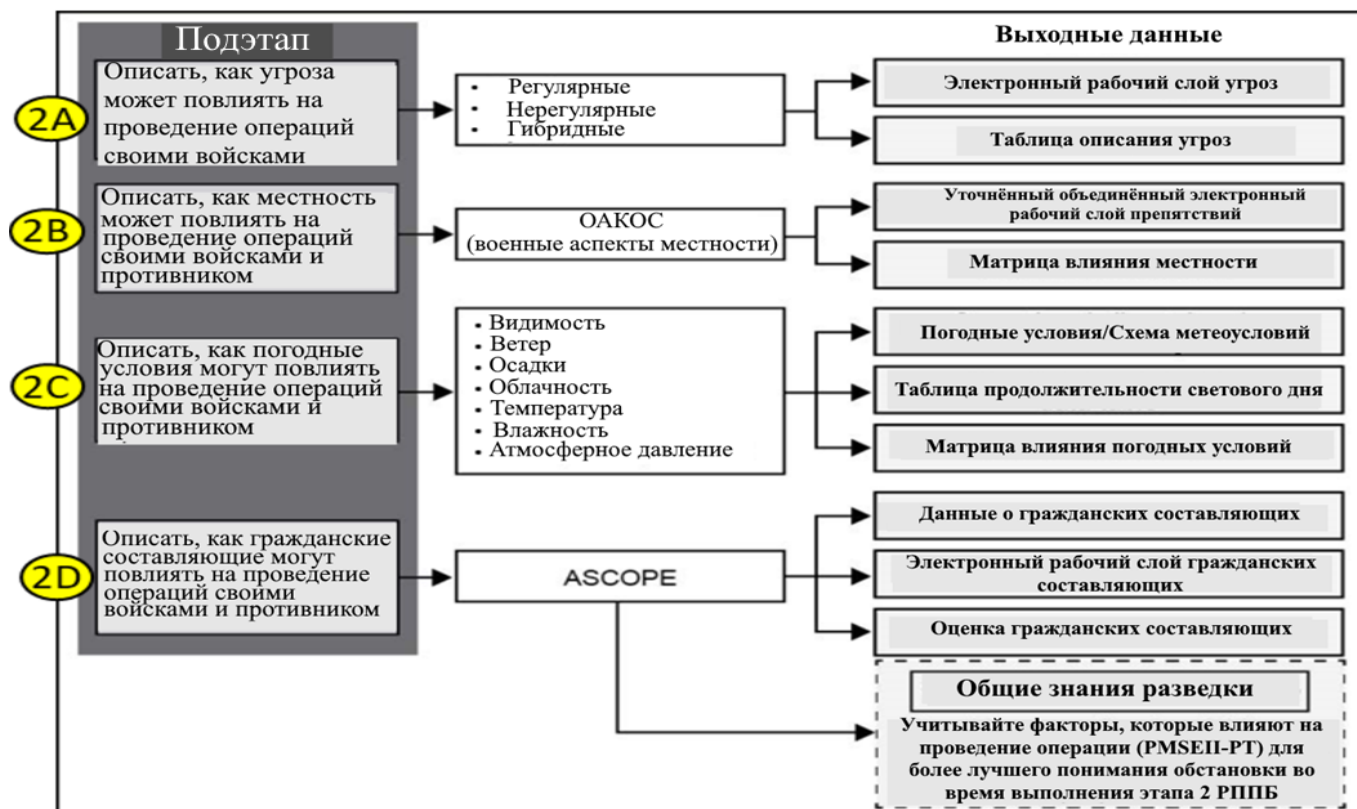 Подэтап
Выходные данные
2A
Описать, как угроза
может повлиять на
проведение операций
своими войсками
Регулярные
Нерегулярные
Гибридные
Электронный рабочий слой угроз
Таблица описания угроз
2B
Описать, как местность
может повлиять на
проведение операций
своими войсками и
противником
ОАКОС
(военные аспекты местности)
Уточнённый объединённый электронный
рабочий слой препятствий
Матрица влияния местности
2C
Описать, как погодные
условия могут повлиять
на проведение операций
своими войсками и
противником
Видимость
Ветер
Осадки
Облачность
Температура
Влажность
Атмосферное давление
Погодные условия/Схема метеоусловий
Таблица продолжительности светового дня
Матрица влияния погодных условий
2D
Описать, как гражданские
составляющие могут
повлиять на проведение
операций своими
войсками и противником
ASCOPE
Данные о гражданских составляющих
Электронный рабочий слой гражданских
составляющих
Оценка гражданских составляющих
Общие знания разведки
Учитывайте факторы, которые влияют на
проведение операции (PMSEII-PT) для
более лучшего понимания обстановки во
время выполнения этапа 2 РППБ